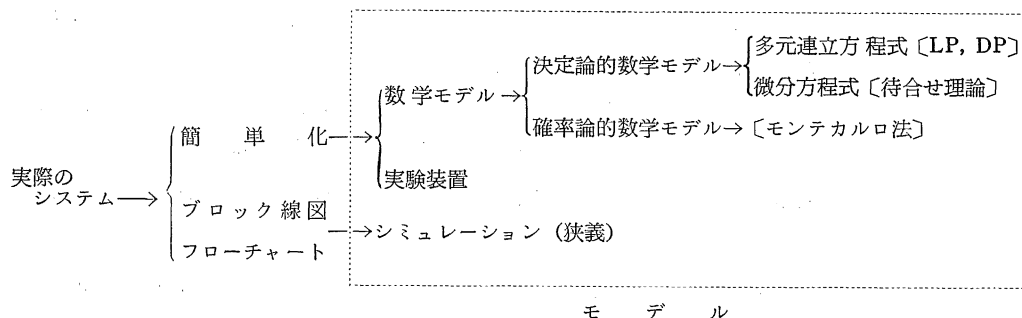 多元連立方程式〔LP, DP〕
決定論的数学モデル→
微分方程式〔待合せ理論〕
数学モデル→
簡単化→
確率論的数学モデル→〔モンテカルロ法〕
実験装置
実際の
システム→
ブロック線図
→シミュレーション（狭義）
フローチャート
モデル